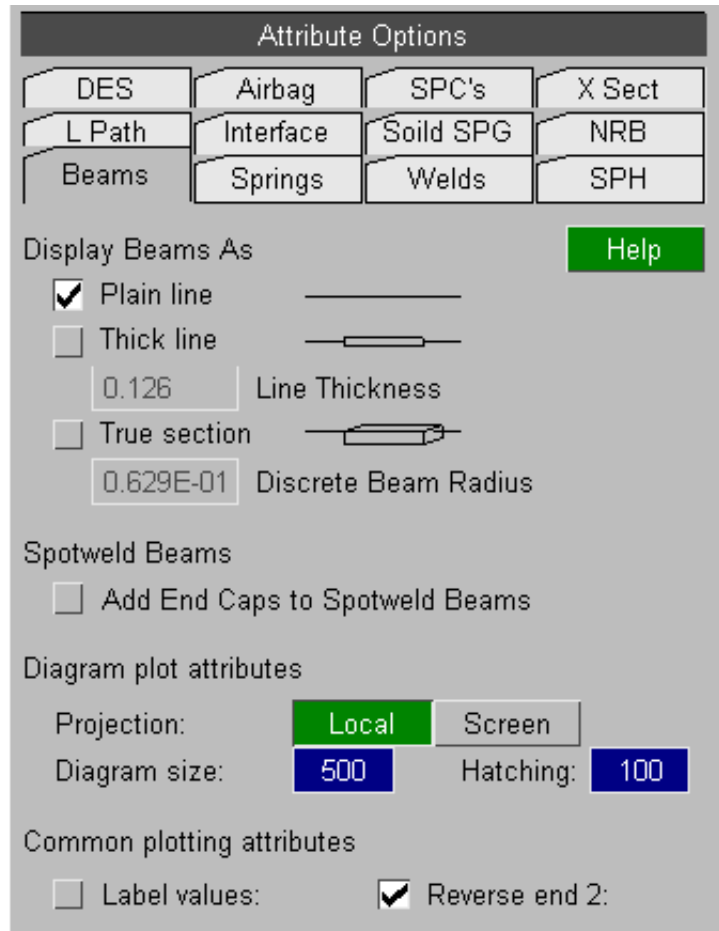 Attribute Options
DES Airbag SPC's X Sect
L Path Interface Soild SPG NRB
Beams Springs Welds SPH
Display Beams As Help
Plain line
Thick line
0.126 Line Thickness
True section
0.629E-01 Discrete Beam Radius
Spotweld Beams
Add End Caps to Spotweld Beams
Diagram plot attributes
Projection: Local Screen
Diagram size: 500 Hatching: 100
Common plotting attributes
Label values: Reverse end 2: